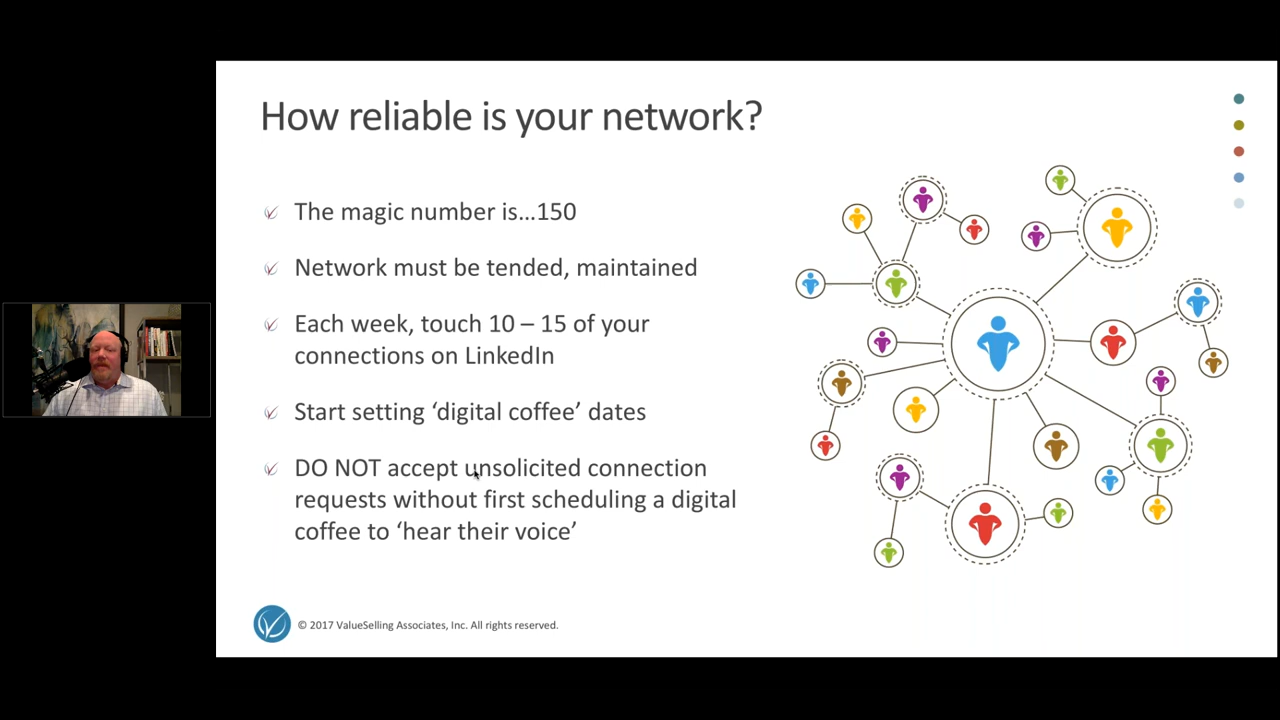 How reliable is your network?
The magic number is...150
Network must be tended, maintained
Each week, touch 10 – 15 of your
connections on LinkedIn
Start setting ‘digital coffee’ dates
DO NOT accept unsolicited connection
requests without first scheduling a digital
coffee to ‘hear their voice’
© 2017 ValueSelling Associates, Inc. All rights reserved.